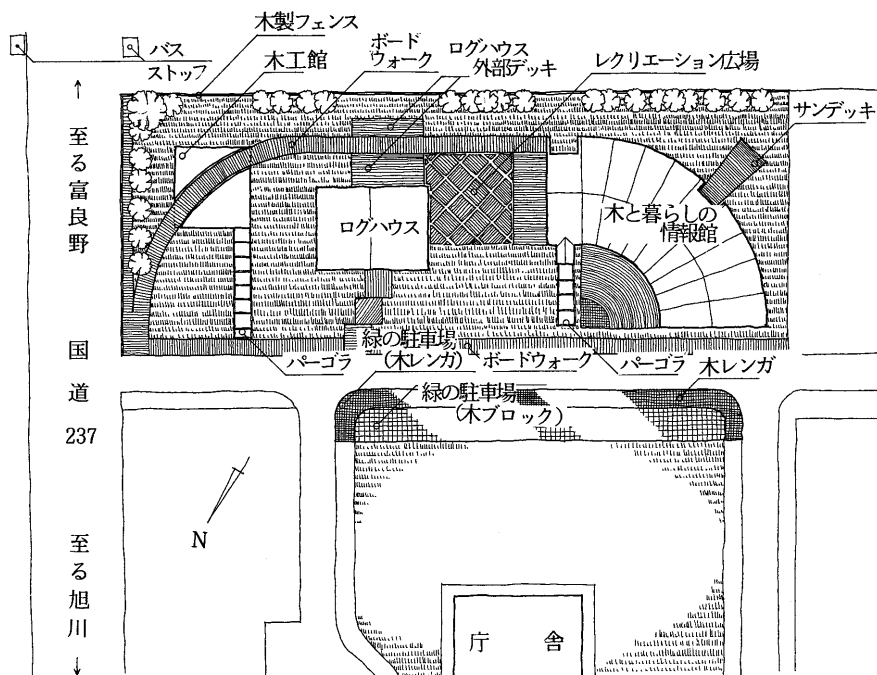 木製フェンス
バス
ストップ
木工館
ボード
ウォーク
ログハウス
外部デッキ
レクリエーション広場
サンデッキ
至る富良野
ログハウス
木と暮らしの
情報館
パーゴラ
緑の駐車場
(木レンガ)
ボードウォーク
パーゴラ
木レンガ
緑の駐車場
(木ブロック)
国道
237
N
至る旭川
庁舎